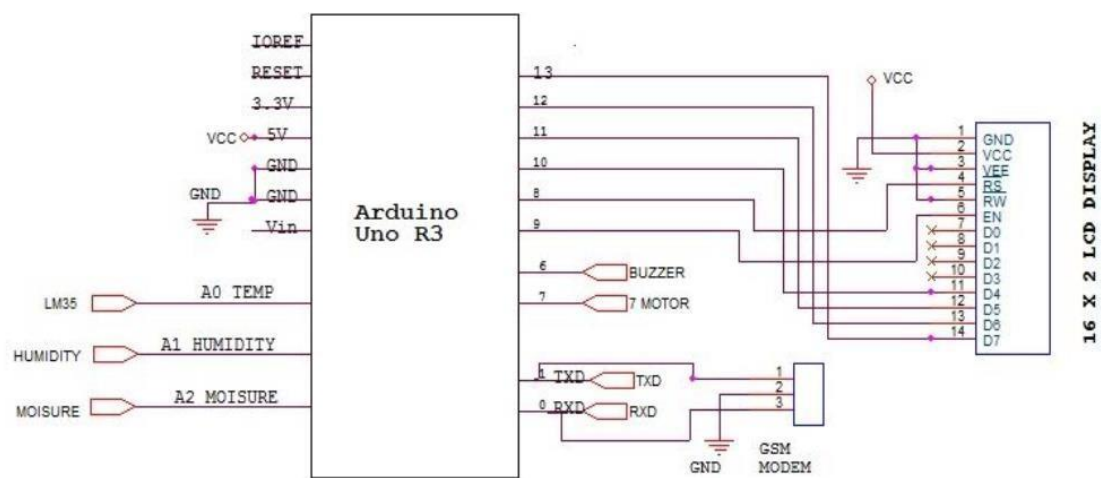 IOREF
RESET
3.3V
VCC 5V
GND
GND GND
Vin
LM35 A0 TEMP
HUMIDITY A1 HUMIDITY
MOISURE A2 MOISURE
Arduino
Uno R3
13
12
11
10
8
9
6 BUZZER
7 7 MOTOR
1 TXD TXD
0 RXD RXD
VCC
1 GND
2 VCC
3 VEE
4 RS
5 RW
6 EN
7 D0
8 D1
9 D2
10 D3
11 D4
12 D5
13 D6
14 D7
16 X 2 LCD DISPLAY
1
2
3
GND
GSM
MODEM